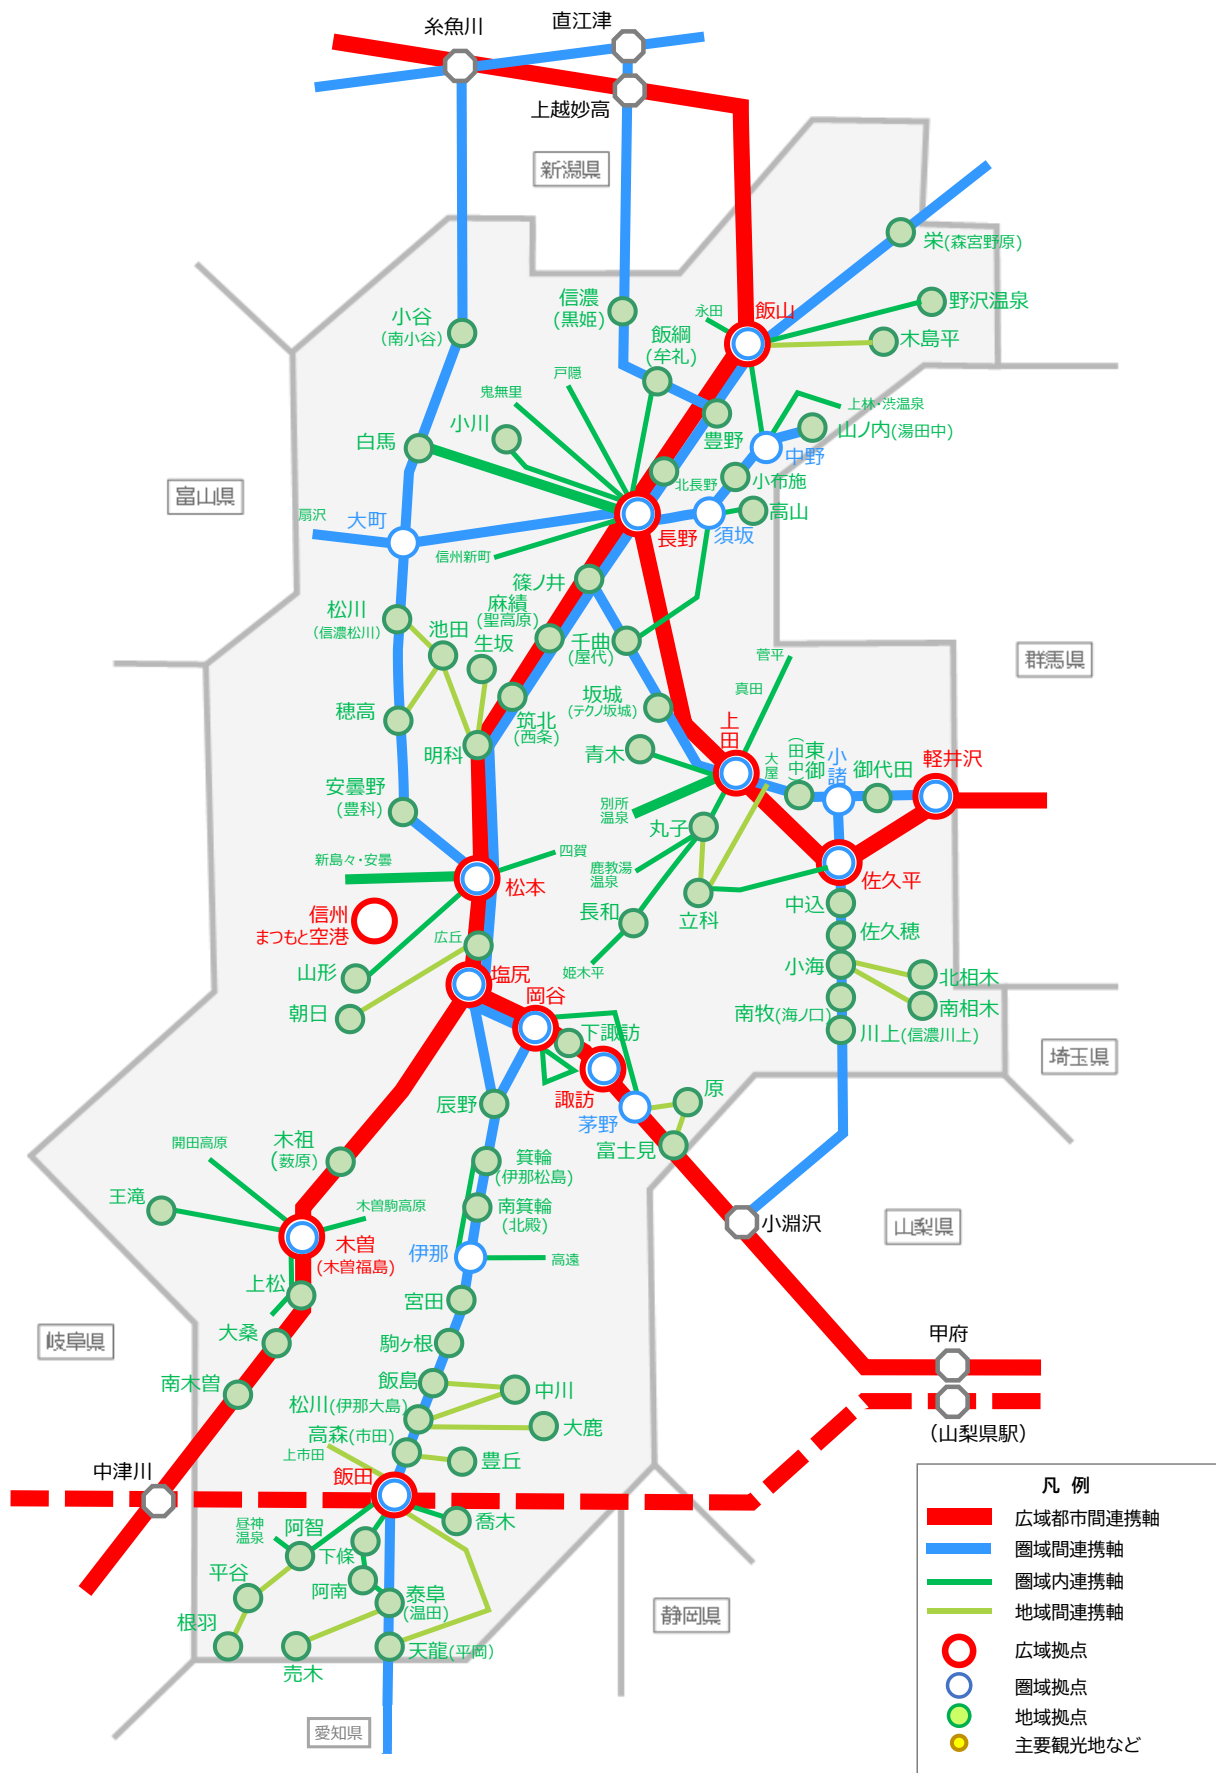 糸魚川
直江津
上越妙高
新潟県
栄(森宮野原)
信濃
(黒姫)
永田
飯山
野沢温泉
小谷
(南小谷)
飯綱
(牟礼)
木島平
戸隠
鬼無里
上林・渋温泉
小川
白馬
豊野
山ノ内(湯田中)
中野
北長野
小布施
富山県
扇沢
大町
長野
須坂
高山
信州新町
篠ノ井
麻績
(聖高原)
松川
(信濃松川)
池田
生坂
千曲
(屋代)
菅平
群馬県
真田
坂城
(テクノ坂城)
穂高
筑北
(西条)
上田
明科
青木
大屋
東御
(田中)
小諸
御代田
軽井沢
安曇野
(豊科)
別所
温泉
丸子
新島々・安曇
四賀
鹿教湯
温泉
松本
佐久平
信州
まつもと空港
長和
立科
中込
広丘
佐久穂
山形
塩尻
姫木平
小海
北相木
岡谷
朝日
南牧(海ノ口)
南相木
下諏訪
川上(信濃川上)
埼玉県
諏訪
原
辰野
茅野
富士見
開田高原
木祖
(薮原)
箕輪
(伊那松島)
王滝
木曽駒高原
南箕輪
(北殿)
小淵沢
山梨県
木曽
(木曽福島)
伊那
高遠
上松
宮田
岐阜県
大桑
駒ヶ根
甲府
南木曽
飯島
中川
松川(伊那大島)
大鹿
高森(市田)
(山梨県駅)
上市田
豊丘
中津川
飯田
昼神
温泉
阿智
喬木
下條
平谷
阿南
泰阜
(温田)
根羽
静岡県
売木
天龍(平岡)
愛知県
凡 例
広域都市間連携軸
圏域間連携軸
圏域内連携軸
地域間連携軸
広域拠点
圏域拠点
地域拠点
主要観光地など